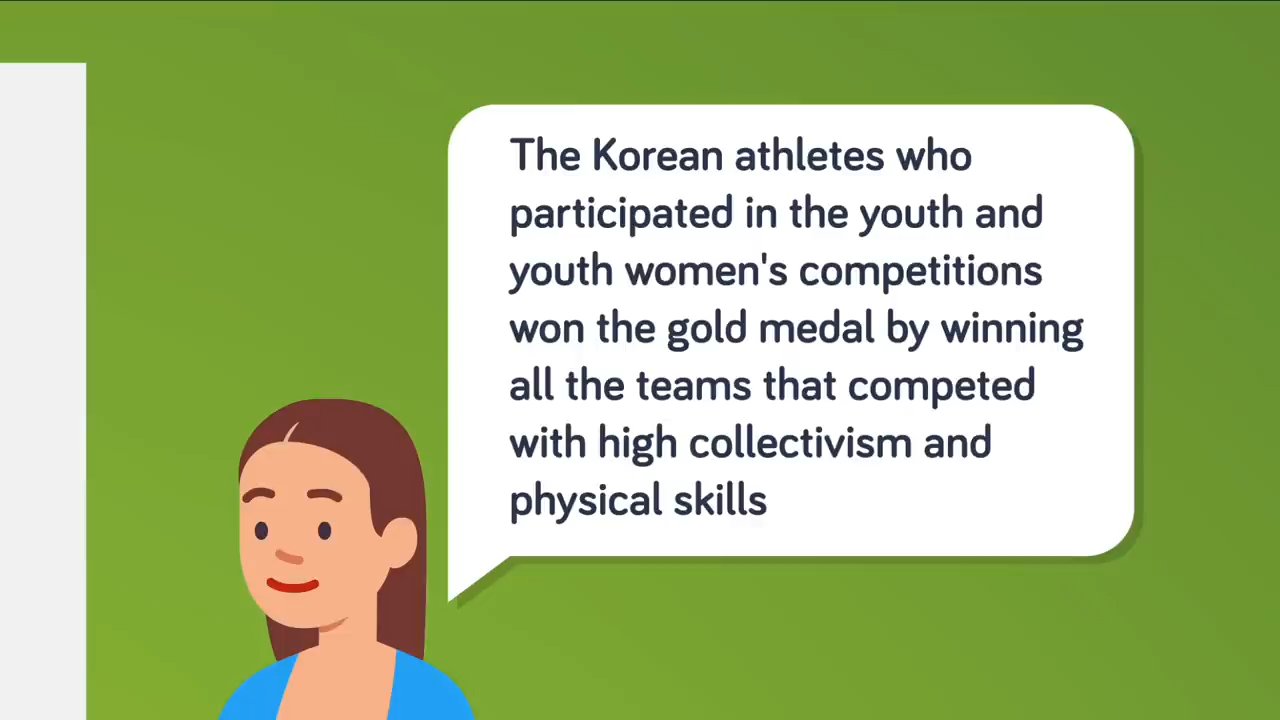 The Korean athletes who
participated in the youth and
youth women's competitions
won the gold medal by winning
all the teams that competed
with high collectivism and
physical skills